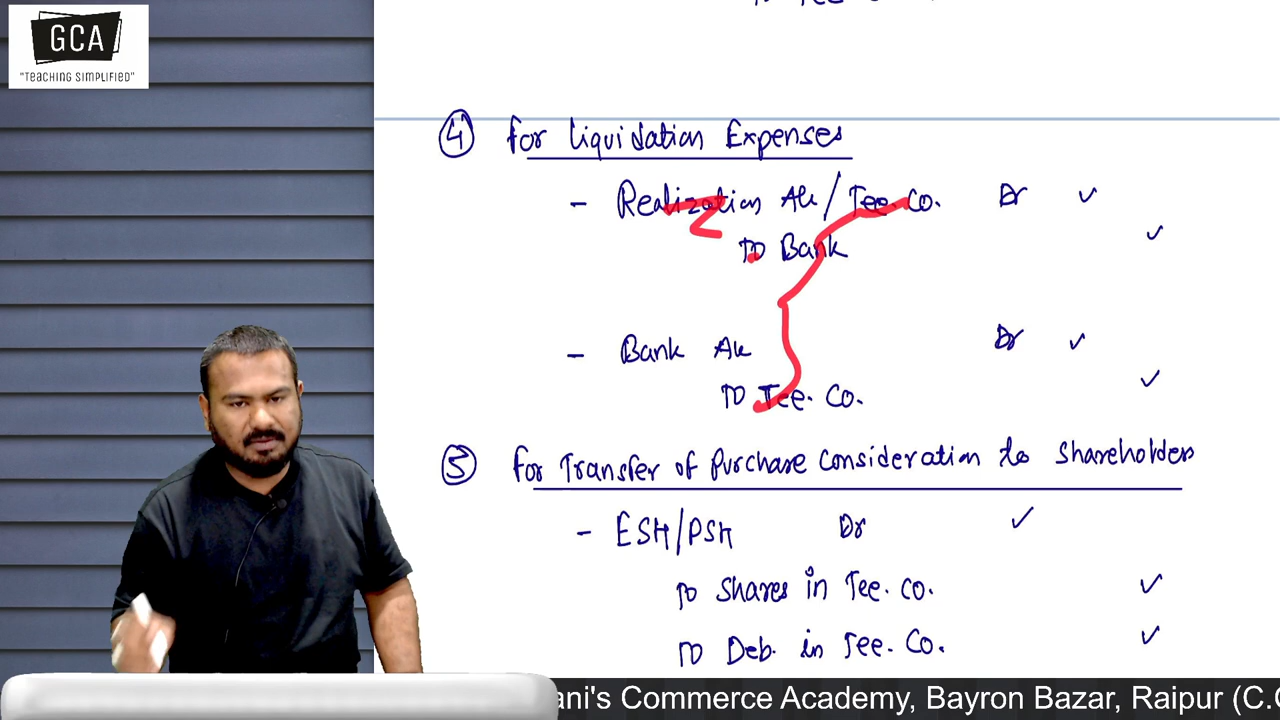 GCA
"TEACHING SIMPLIFIED"
④ For Liquidation Expenses
- Realization A/c / Tee. Co. Dr ✓
To Bank ✓
- Bank A/c Dr ✓
To Tee. Co. ✓
⑤ For Transfer of Purchase Consideration to Shareholders
- ESH/PSH Dr ✓
To Shares in Tee. Co. ✓
To Deb. in Tee. Co. ✓
ani's Commerce Academy, Bayron Bazar, Raipur (C.G